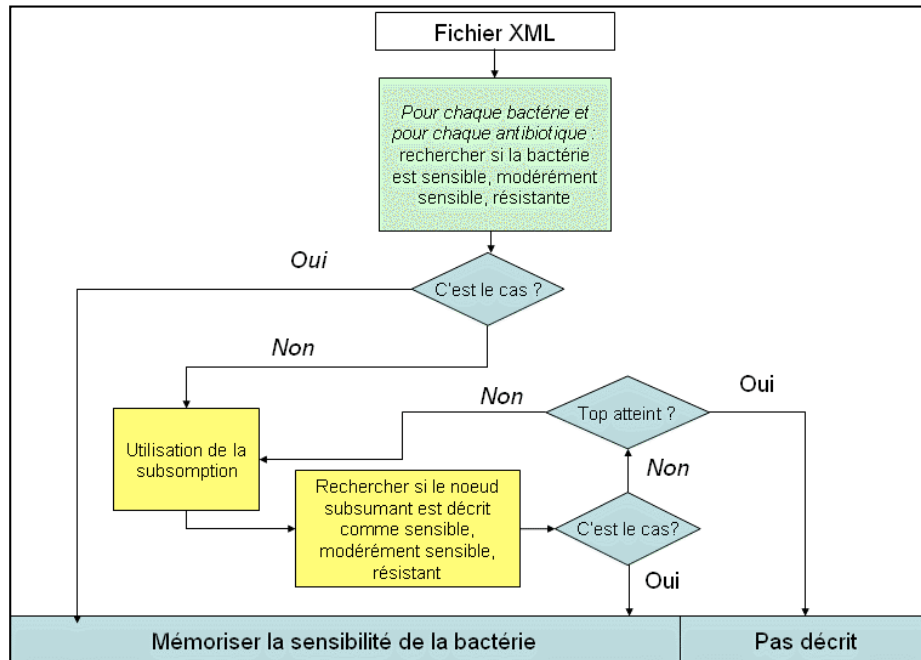 Fichier XML
Pour chaque bactérie et
pour chaque antibiotique :
rechercher si la bactérie
est sensible, modérément
sensible, résistante
Oui
C'est le cas ?
Non
Non
Top atteint ?
Oui
Utilisation de la
subsomption
Non
Rechercher si le noeud
subsumant est décrit
comme sensible,
modérément sensible,
résistant
C'est le cas?
Oui
Mémoriser la sensibilité de la bactérie
Pas décrit